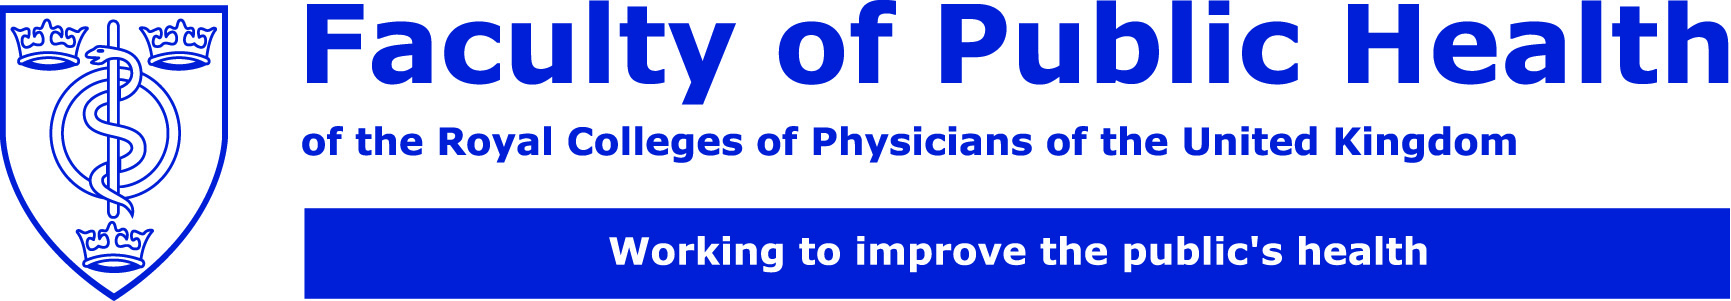 Faculty of Public Health
of the Royal Colleges of Physicians of the United Kingdom
Working to improve the public's health